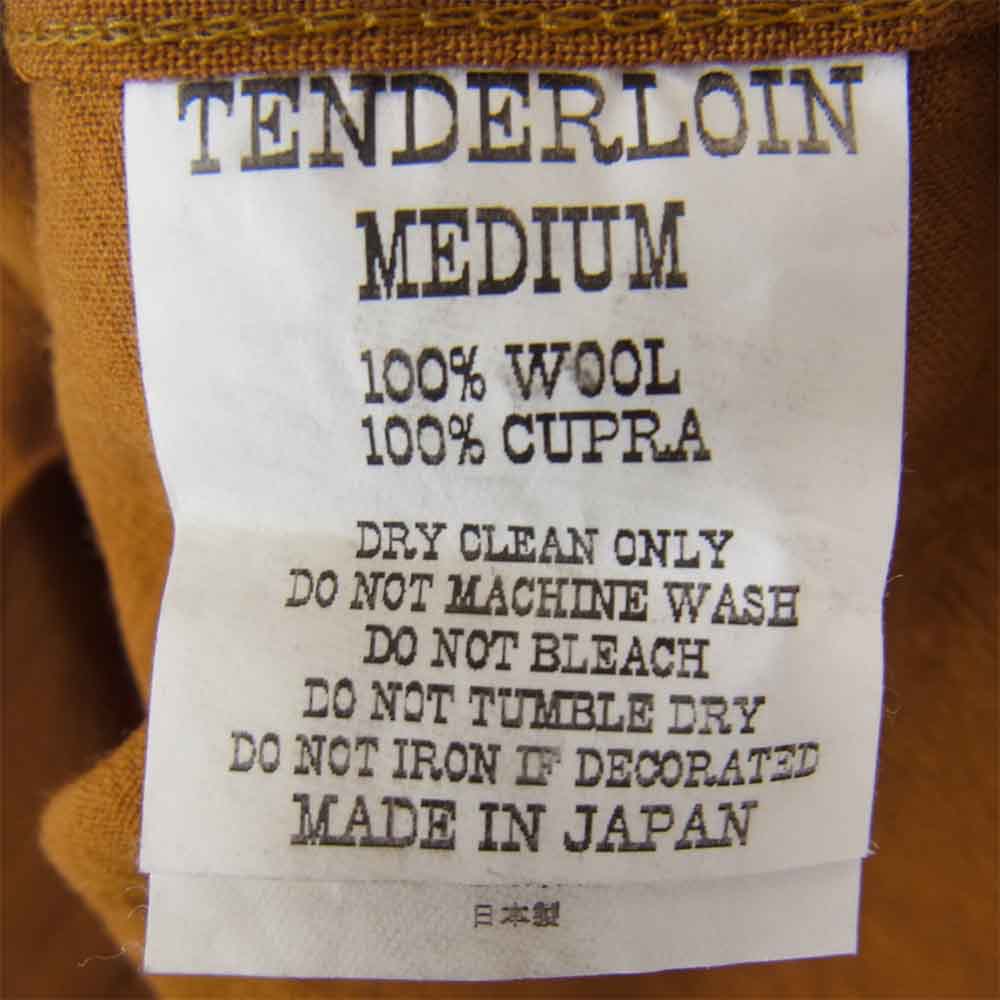 TENDERLOIN
MEDIUM
100% WOOL
100% CUPRA
DRY CLEAN ONLY
DO NOT MACHINE WASH
DO NOT BLEACH
DO NOT TUMBLE DRY
DO NOT IRON IF DECORATED
MADE IN JAPAN
日本製